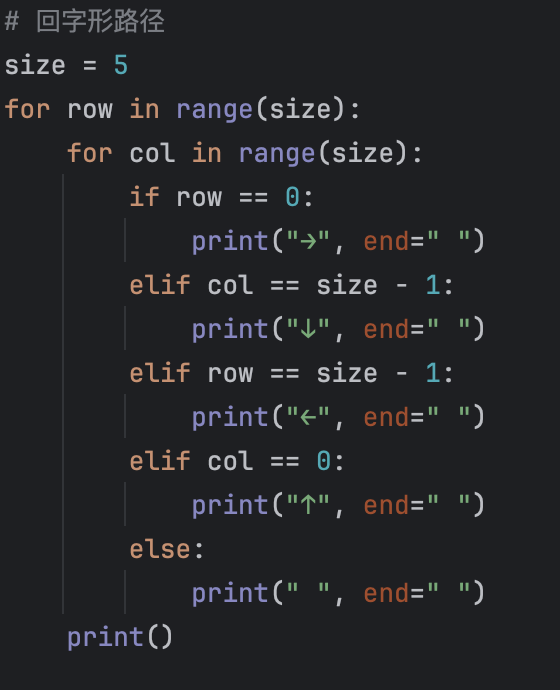 # 回字形路径
size = 5
for row in range(size):
    for col in range(size):
        if row == 0:
            print("→", end=" ")
        elif col == size - 1:
            print("↓", end=" ")
        elif row == size - 1:
            print("←", end=" ")
        elif col == 0:
            print("↑", end=" ")
        else:
            print(" ", end=" ")
    print()